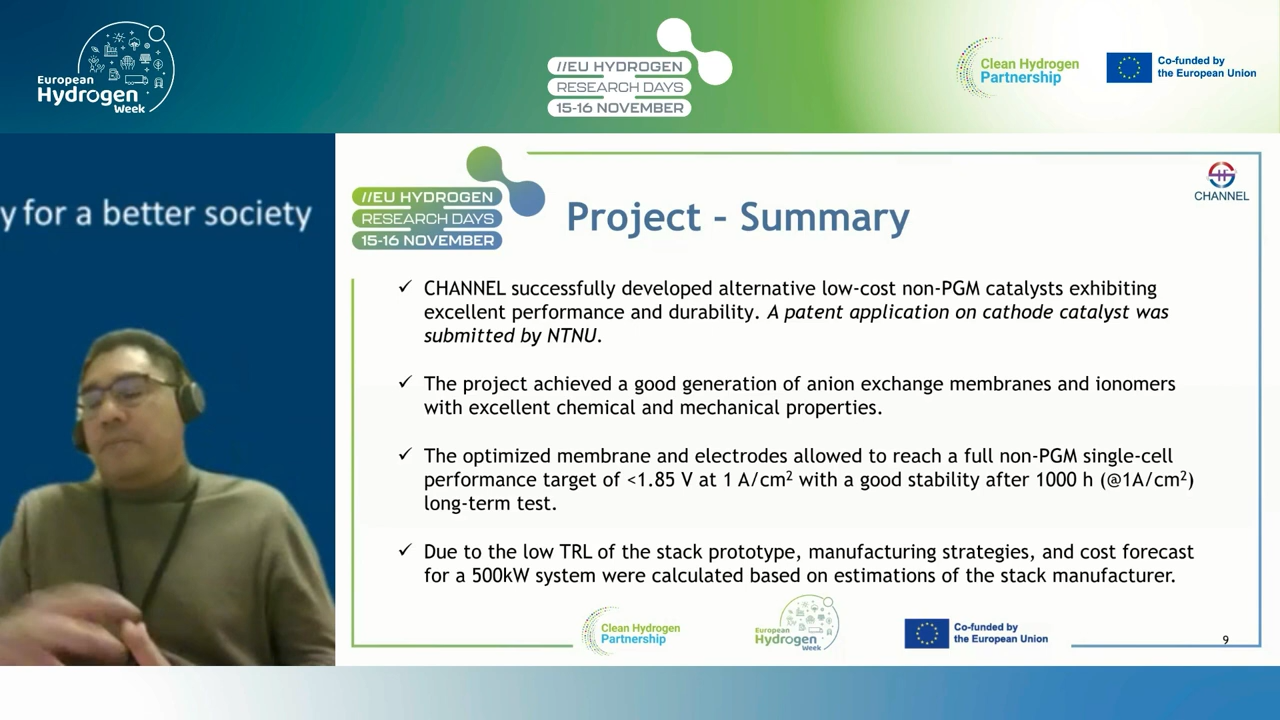 European
Hydrogen
Week
//EU HYDROGEN
RESEARCH DAYS
15-16 NOVEMBER
Clean Hydrogen
Partnership
Co-funded by
the European Union
y for a better society
//EU HYDROGEN
RESEARCH DAYS
15-16 NOVEMBER
Project - Summary
CHANNEL
✓ CHANNEL successfully developed alternative low-cost non-PGM catalysts exhibiting
excellent performance and durability. A patent application on cathode catalyst was
submitted by NTNU.
✓ The project achieved a good generation of anion exchange membranes and ionomers
with excellent chemical and mechanical properties.
✓ The optimized membrane and electrodes allowed to reach a full non-PGM single-cell
performance target of <1.85 V at 1 A/cm² with a good stability after 1000 h (@1A/cm²)
long-term test.
✓ Due to the low TRL of the stack prototype, manufacturing strategies, and cost forecast
for a 500kW system were calculated based on estimations of the stack manufacturer.
Clean Hydrogen
Partnership
European
Hydrogen
Week
Co-funded by
the European Union
9